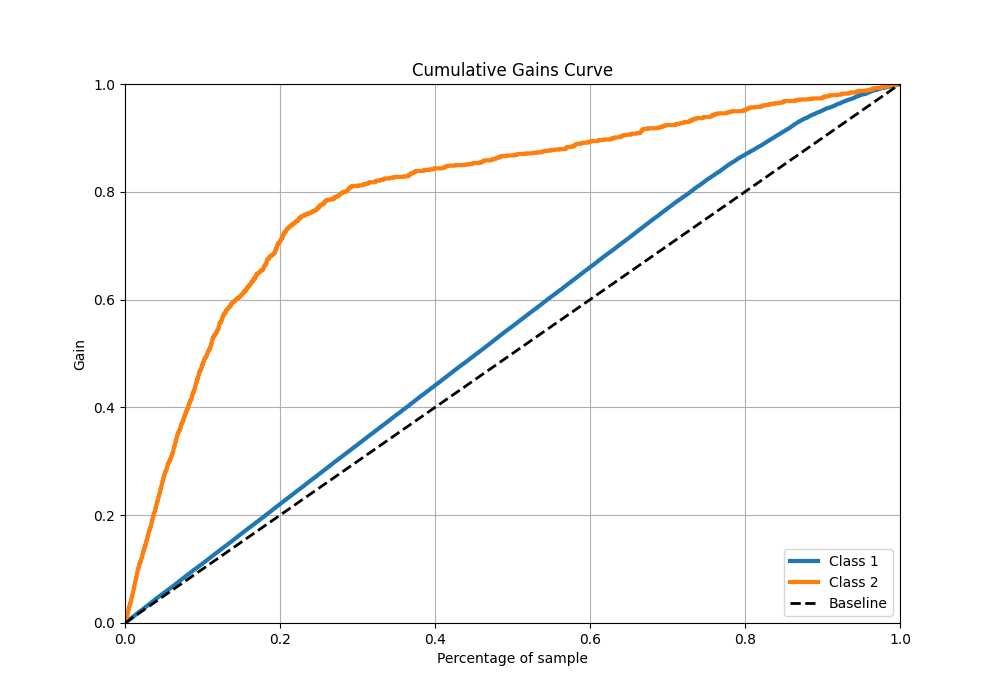 Cumulative Gains Curve
Gain
1.0
0.8
0.6
0.4
0.2
0.0
0.0 0.2 0.4 0.6 0.8 1.0
Percentage of sample
Class 1
Class 2
Baseline